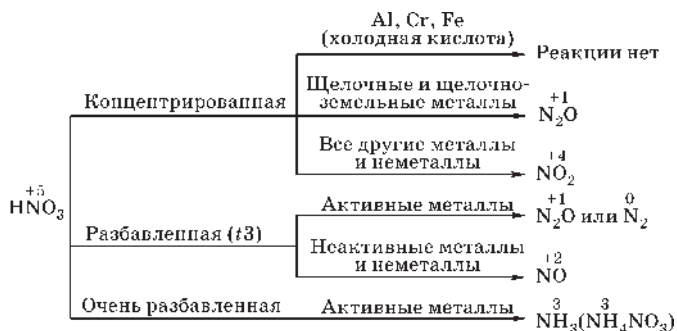 Al, Cr, Fe
(холодная кислота)
Реакции нет
Щелочные и щелочно-
Концентрированная
земельные металлы
+1
N₂O
Все другие металлы
и неметаллы
+4
NO₂
+5
HNO₃
Активные металлы
+1 0
N₂O или N₂
Разбавленная (t3)
Неактивные металлы
и неметаллы
+2
NO
Очень разбавленная
Активные металлы
3 3
NH₃(NH₄NO₃)